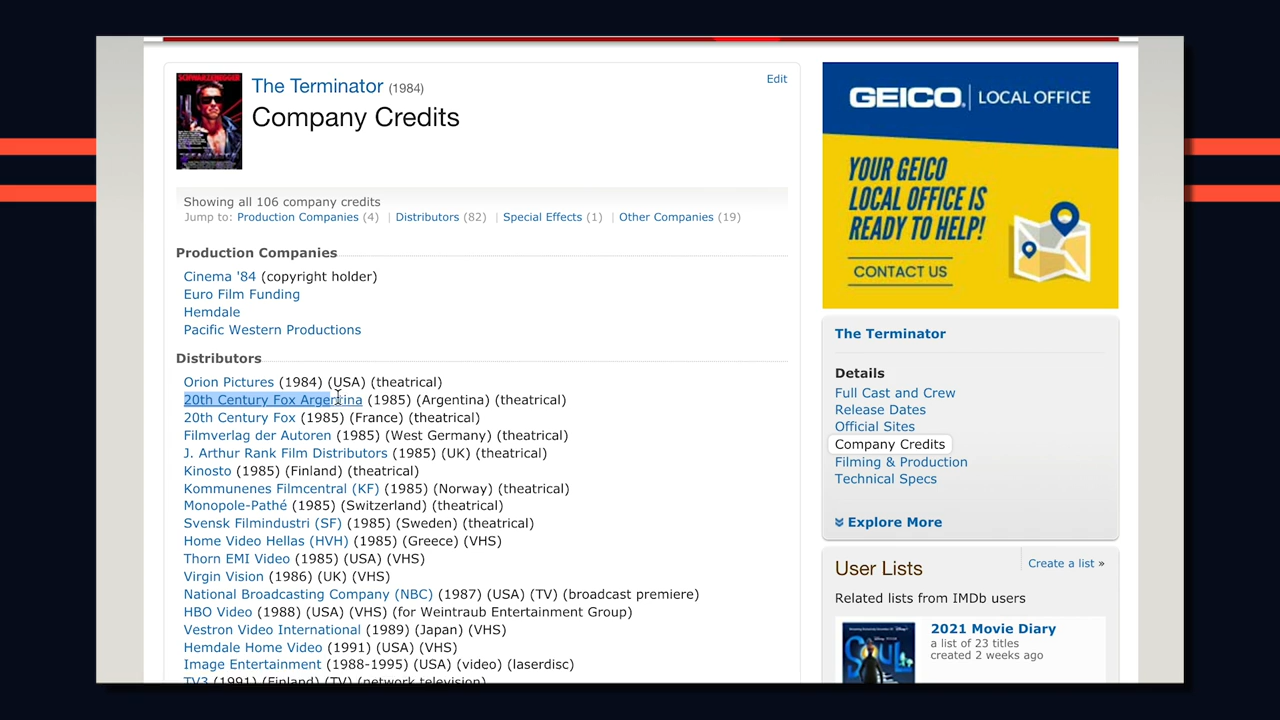 SCHWARZENEGGER
The Terminator (1984)
Edit
Company Credits
Showing all 106 company credits
Jump to: Production Companies (4) | Distributors (82) | Special Effects (1) | Other Companies (19)
Production Companies
Cinema '84 (copyright holder)
Euro Film Funding
Hemdale
Pacific Western Productions
Distributors
Orion Pictures (1984) (USA) (theatrical)
20th Century Fox Argentina (1985) (Argentina) (theatrical)
20th Century Fox (1985) (France) (theatrical)
Filmverlag der Autoren (1985) (West Germany) (theatrical)
J. Arthur Rank Film Distributors (1985) (UK) (theatrical)
Kinosto (1985) (Finland) (theatrical)
Kommunenes Filmcentral (KF) (1985) (Norway) (theatrical)
Monopole-Pathé (1985) (Switzerland) (theatrical)
Svensk Filmindustri (SF) (1985) (Sweden) (theatrical)
Home Video Hellas (HVH) (1985) (Greece) (VHS)
Thorn EMI Video (1985) (USA) (VHS)
Virgin Vision (1986) (UK) (VHS)
National Broadcasting Company (NBC) (1987) (USA) (TV) (broadcast premiere)
HBO Video (1988) (USA) (VHS) (for Weintraub Entertainment Group)
Vestron Video International (1989) (Japan) (VHS)
Hemdale Home Video (1991) (USA) (VHS)
Image Entertainment (1988-1995) (USA) (video) (laserdisc)
TV3 (1991) (Finland) (TV) (network television)
GEICO. | LOCAL OFFICE
YOUR GEICO
LOCAL OFFICE IS
READY TO HELP!
CONTACT US
The Terminator
Details
Full Cast and Crew
Release Dates
Official Sites
Company Credits
Filming & Production
Technical Specs
Explore More
User Lists
Create a list »
Related lists from IMDb users
SOUL
2021 Movie Diary
a list of 23 titles
created 2 weeks ago